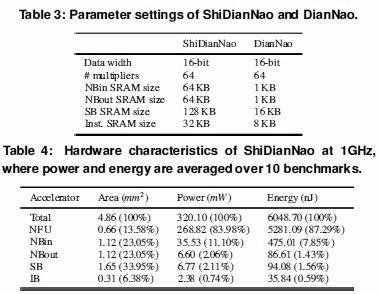 Table 3: Parameter settings of ShiDianNao and DianNao.
ShiDianNao DianNao
Data width 16-bit 16-bit
# multipliers 64 64
NBin SRAM size 64 KB 1 KB
NBout SRAM size 64 KB 1 KB
SB SRAM size 128 KB 16 KB
Inst. SRAM size 32 KB 8 KB
Table 4: Hardware characteristics of ShiDianNao at 1GHz,
where power and energy are averaged over 10 benchmarks.
Accelerator Area (mm²) Power (mW) Energy (nJ)
Total 4.86 (100%) 320.10 (100%) 6048.70 (100%)
NFU 0.66 (13.58%) 268.82 (83.98%) 5281.09 (87.29%)
NBin 1.12 (23.05%) 35.53 (11.10%) 475.01 (7.85%)
NBout 1.12 (23.05%) 6.60 (2.06%) 86.61 (1.43%)
SB 1.65 (33.95%) 6.77 (2.11%) 94.08 (1.56%)
IB 0.31 (6.38%) 2.38 (0.74%) 35.84 (0.59%)